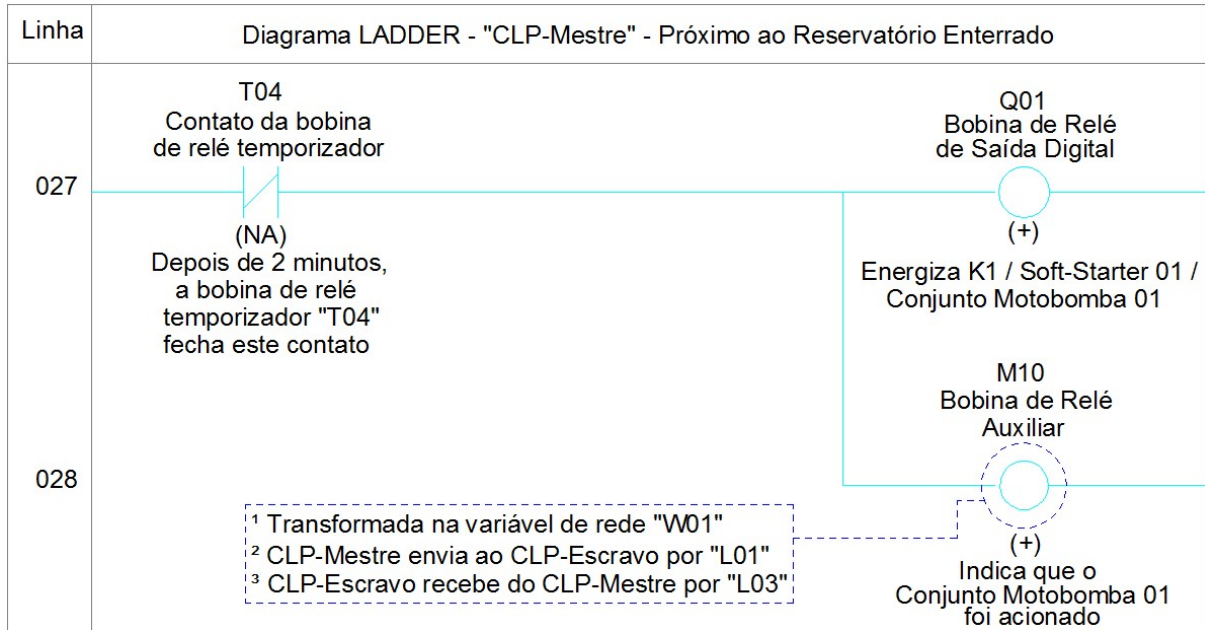 Linha
Diagrama LADDER - "CLP-Mestre" - Próximo ao Reservatório Enterrado
T04
Contato da bobina
de relé temporizador
027
(NA)
Depois de 2 minutos,
a bobina de relé
temporizador "T04"
fecha este contato
Q01
Bobina de Relé
de Saída Digital
(+)
Energiza K1 / Soft-Starter 01 /
Conjunto Motobomba 01
M10
Bobina de Relé
Auxiliar
028
¹ Transformada na variável de rede "W01"
² CLP-Mestre envia ao CLP-Escravo por "L01"
³ CLP-Escravo recebe do CLP-Mestre por "L03"
(+)
Indica que o
Conjunto Motobomba 01
foi acionado